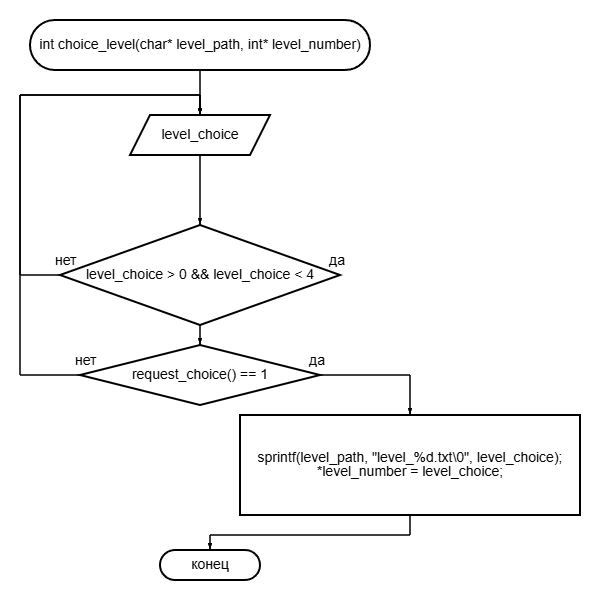 int choice_level(char* level_path, int* level_number)
level_choice
нет
да
level_choice > 0 && level_choice < 4
нет
да
request_choice() == 1
sprintf(level_path, "level_%d.txt\0", level_choice);
*level_number = level_choice;
конец